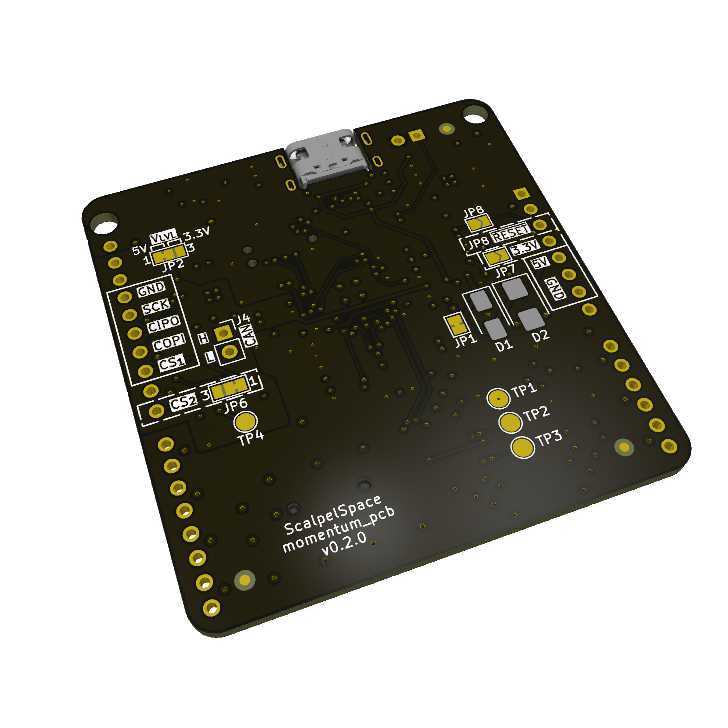 VLVL
5V
3.3V
1
3
JP2
GND
SCK
CIPO
COPI
CS1
J4
H
L
CAN
CS2
3
1
JP6
TP4
JP8
JP8
RESET
3.3V
JP7
5V
GND
JP1
D1
D2
TP1
TP2
TP3
ScalpelSpace
momentum_pcb
v0.2.0